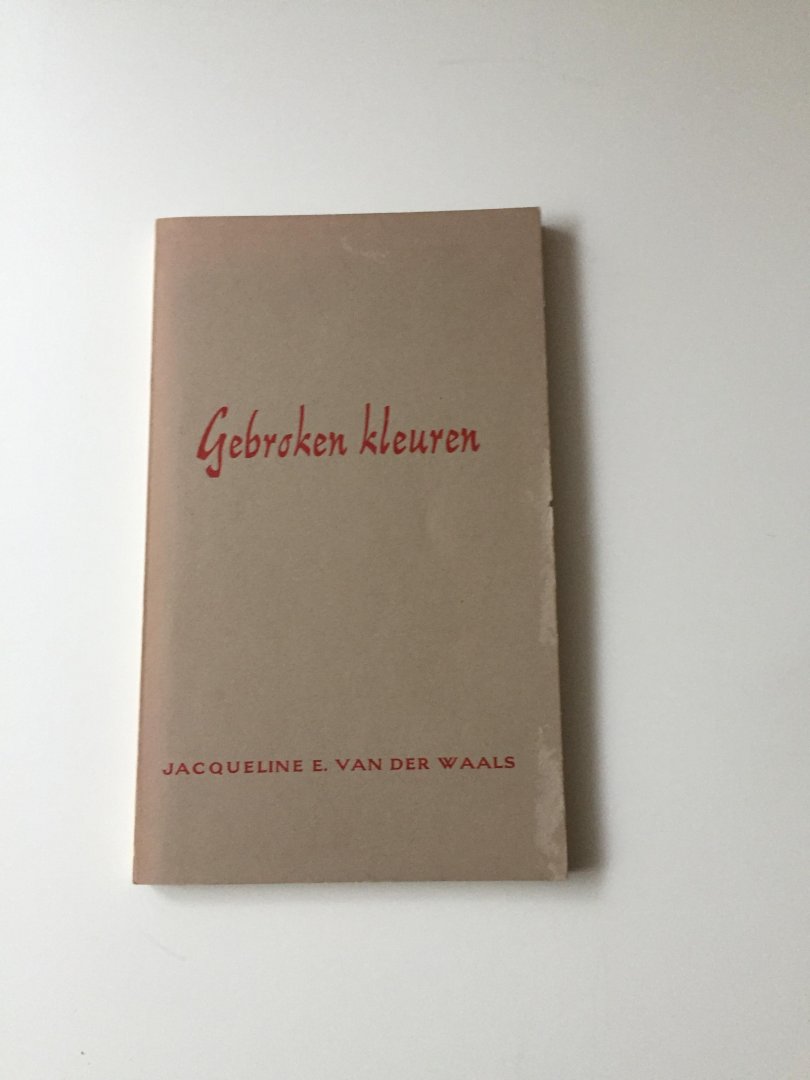 Gebroken kleuren
JACQUELINE E. VAN DER WAALS